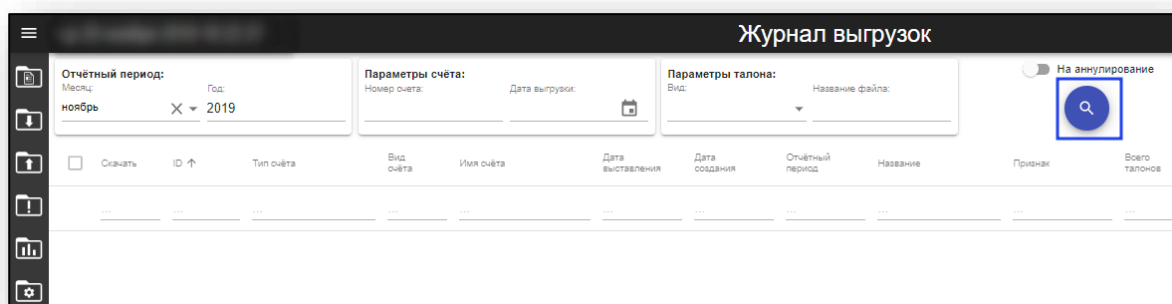 Журнал выгрузок
Отчётный период:
Месяц:
Год:
ноябрь
2019
Параметры счёта:
Номер счета:
Дата выгрузки:
Параметры талона:
Вид:
Название файла:
На аннулирование
Скачать
ID ↑
Тип счёта
Вид
счёта
Имя счёта
Дата
выставления
Дата
создания
Отчётный
период
Название
Признак
Всего
талонов
... ... ... ... ... ... ... ... ... ... ...